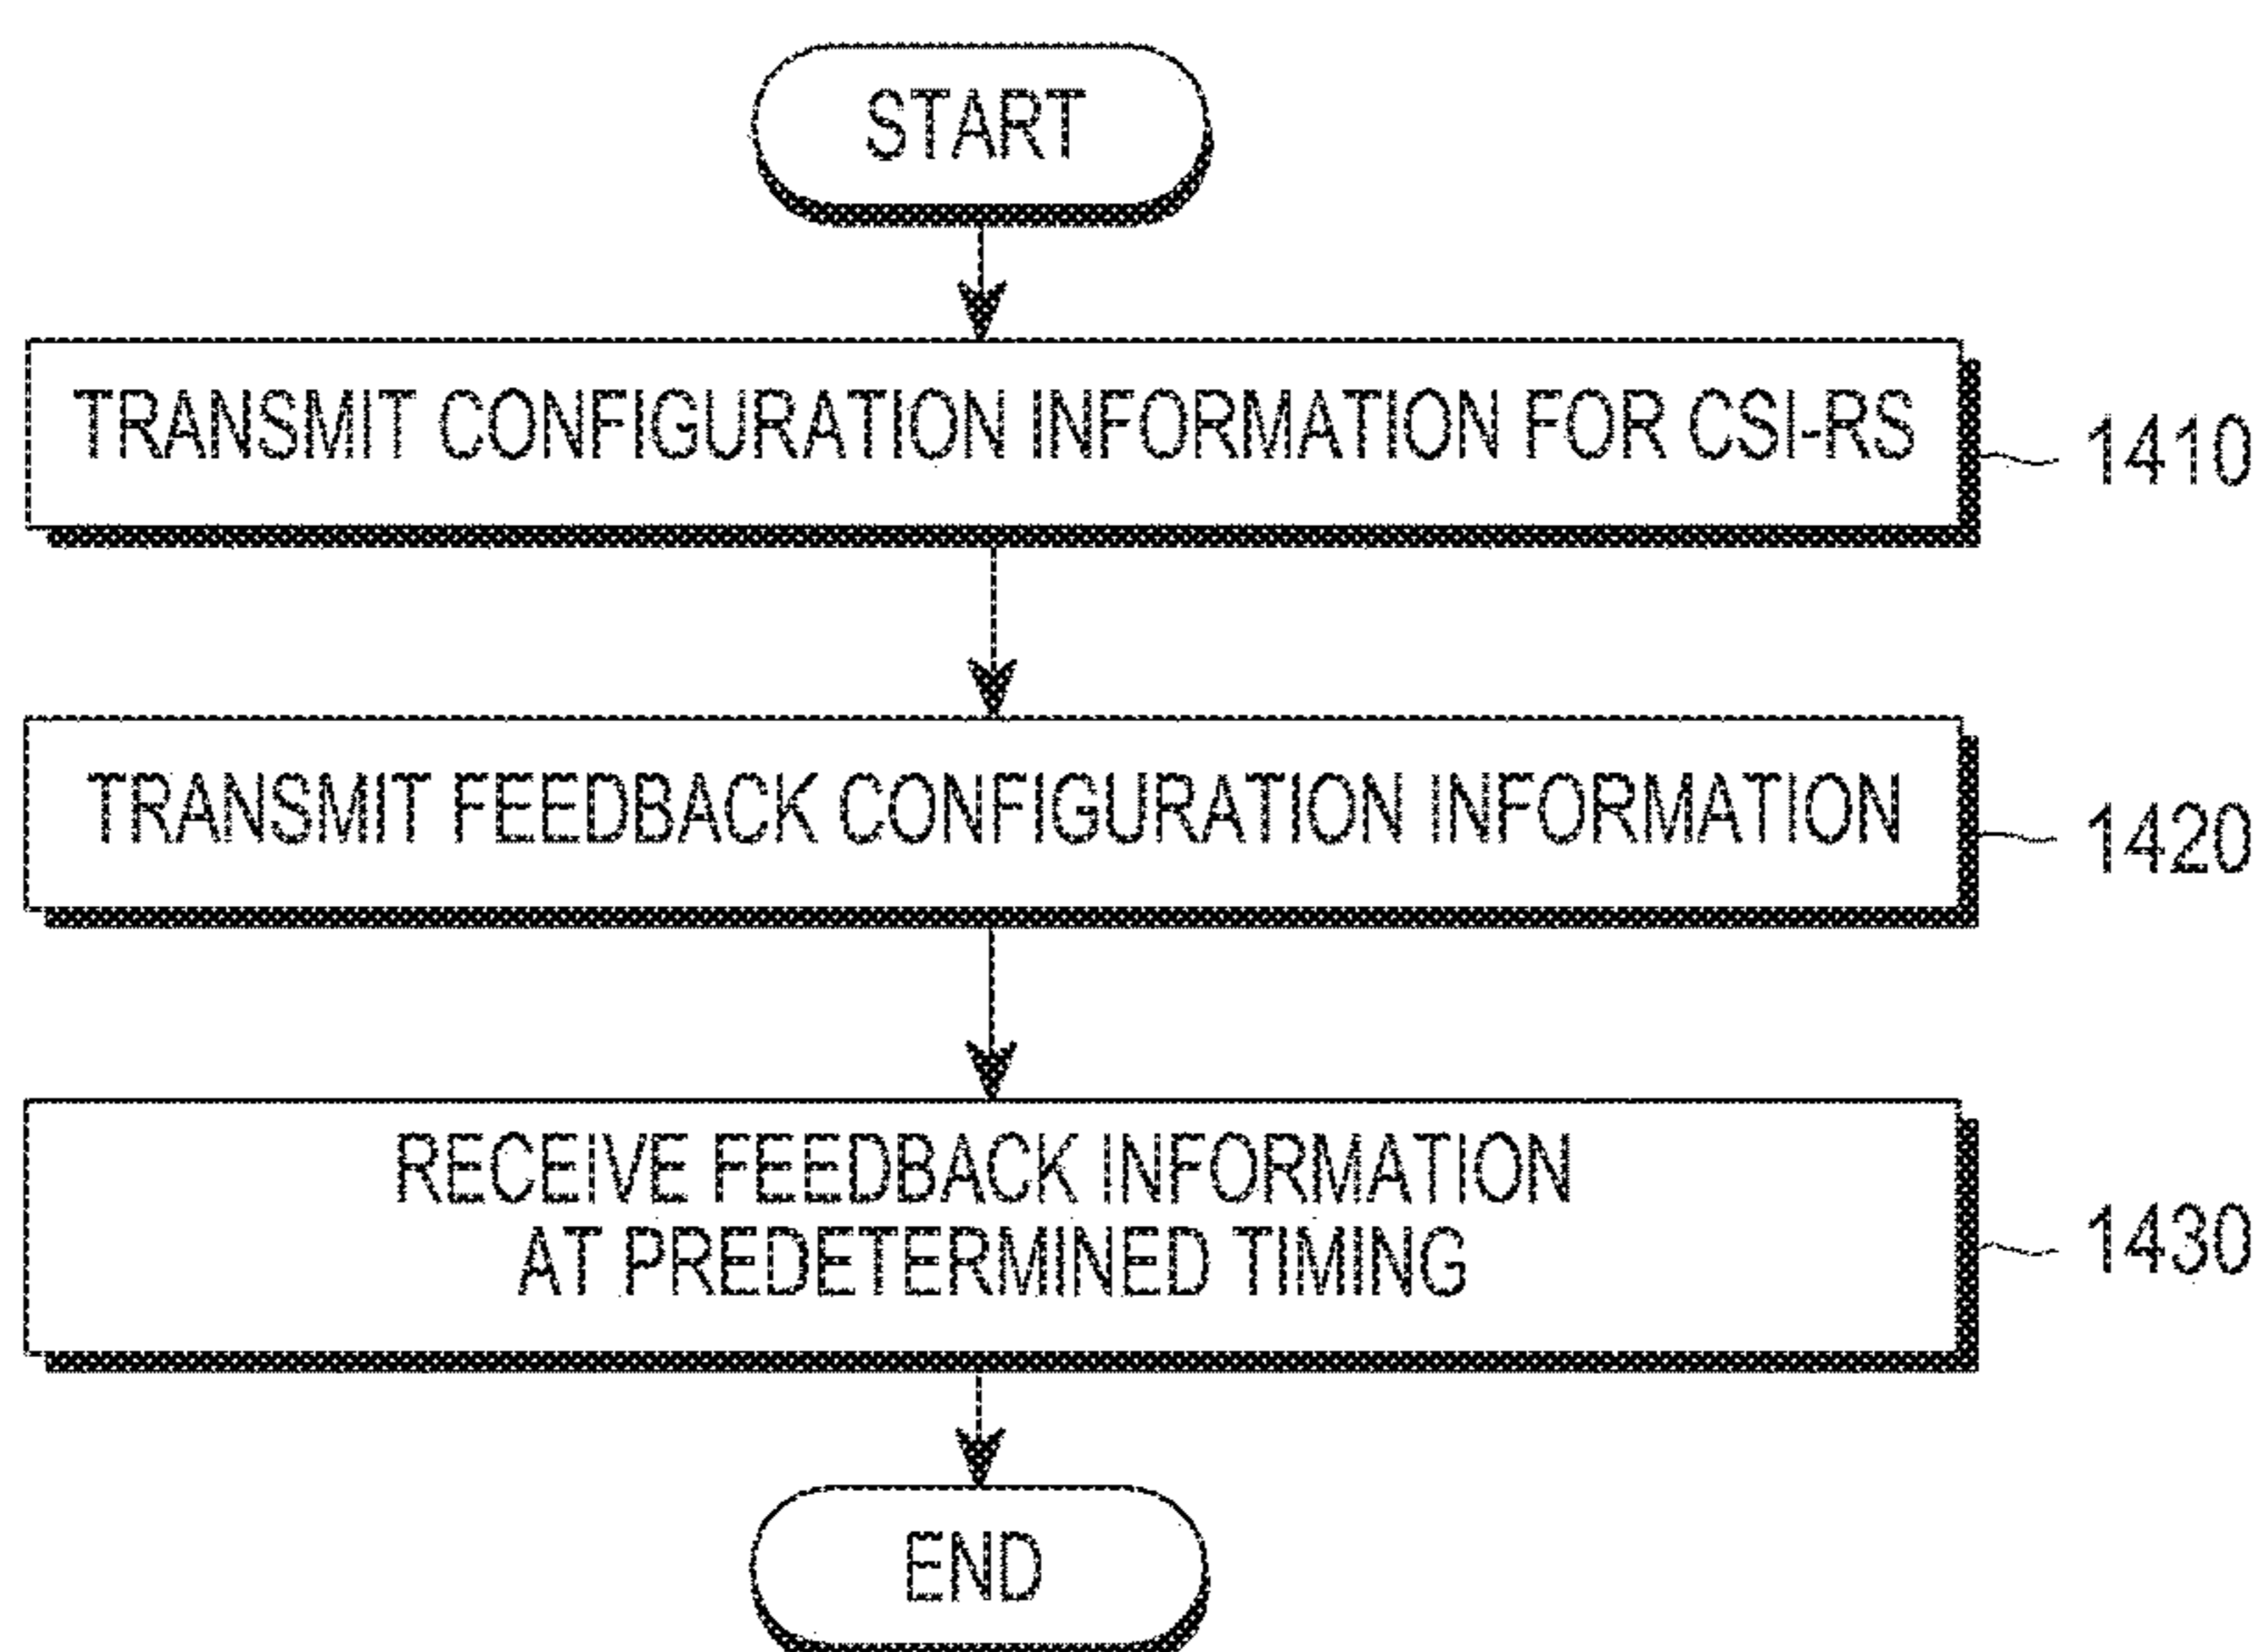 START
TRANSMIT CONFIGURATION INFORMATION FOR CSI-RS
1410
TRANSMIT FEEDBACK CONFIGURATION INFORMATION
1420
RECEIVE FEEDBACK INFORMATION
AT PREDETERMINED TIMING
1430
END